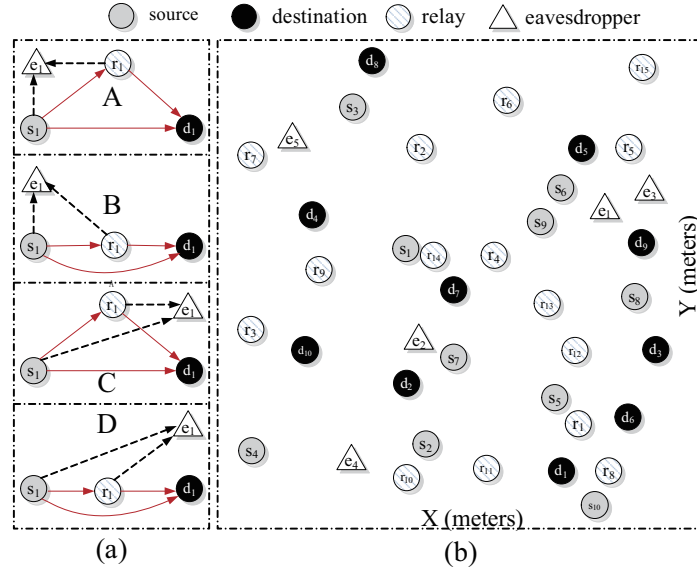 source destination relay eavesdropper
e1 r1
A
s1 d1
e1
B
s1 r1 d1
r1 e1
s1 C d1
D e1
s1 r1 d1
(a)
d8 r15
s3 r6
e5 r2 d5 r5
r7
s6 e3
d4 s9 e1
s1 r14 r4 d9
r9
d7 s8
r3 r13
e2
d10 s7 r12 d3
d2
s5
r1 d6
s4 s2
e4 r10 r11 d1 r8
s10
X (meters)
Y (meters)
(b)